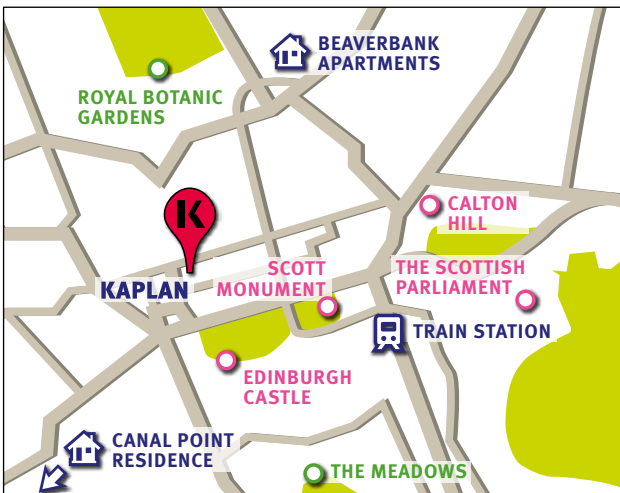 BEAVERBANK
APARTMENTS
ROYAL BOTANIC
GARDENS
K
CALTON
HILL
KAPLAN
SCOTT
MONUMENT
THE SCOTTISH
PARLIAMENT
TRAIN STATION
EDINBURGH
CASTLE
CANAL POINT
RESIDENCE
THE MEADOWS